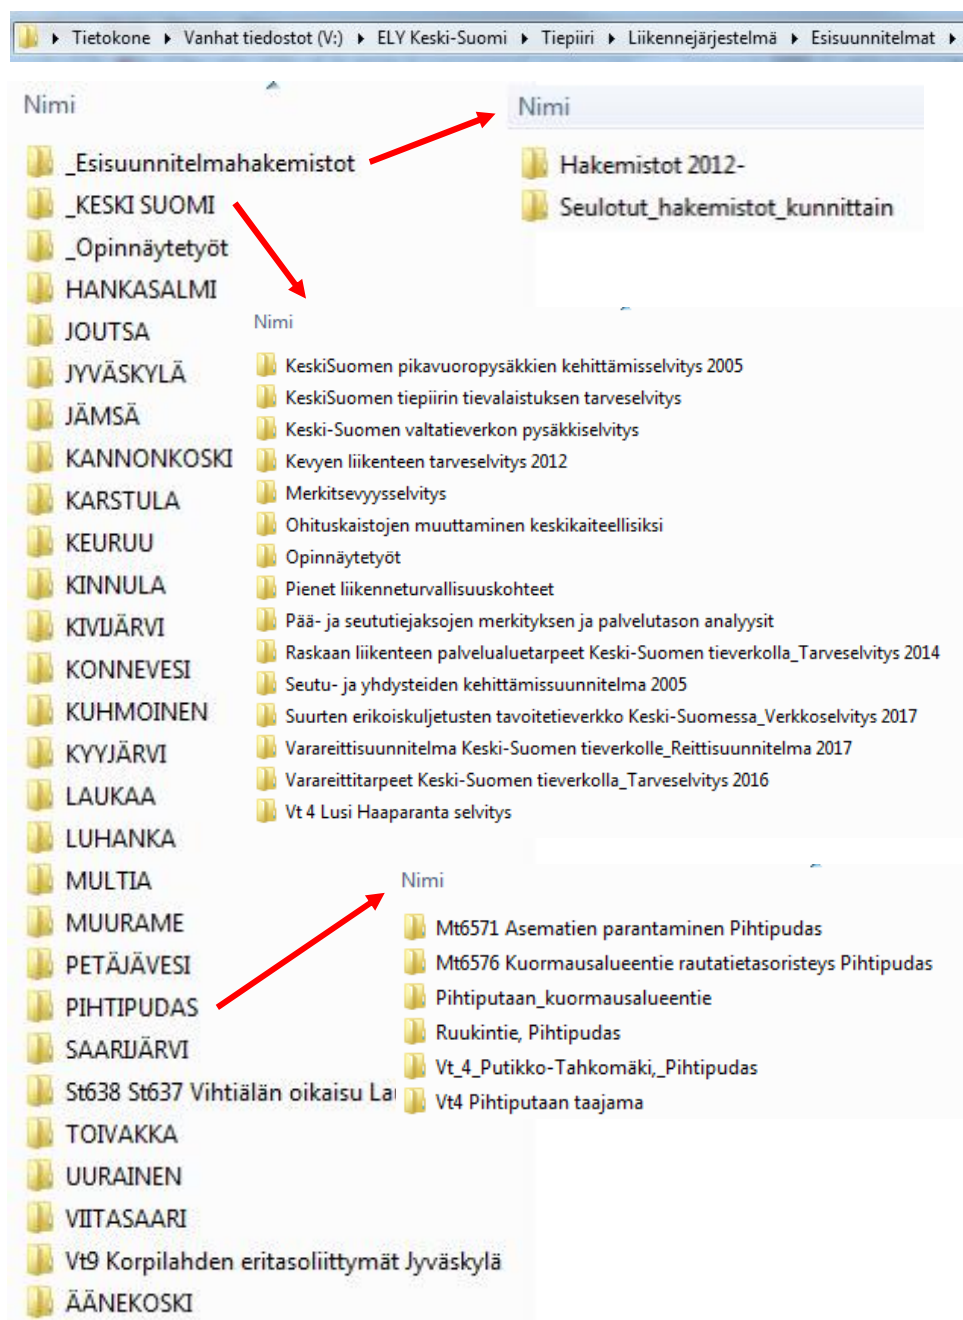 Tietokone ▸ Vanhat tiedostot (V:) ▸ ELY Keski-Suomi ▸ Tiepiiri ▸ Liikennejärjestelmä ▸ Esisuunnitelmat ▸
Nimi
_Esisuunnitelmahakemistot
_KESKI SUOMI
_Opinnäytetyöt
HANKASALMI
JOUTSA
JYVÄSKYLÄ
JÄMSÄ
KANNONKOSKI
KARSTULA
KEURUU
KINNULA
KIVIJÄRVI
KONNEVESI
KUHMOINEN
KYYJÄRVI
LAUKAA
LUHANKA
MULTIA
MUURAME
PETÄJÄVESI
PIHTIPUDAS
SAARIJÄRVI
St638 St637 Vihtiälän oikaisu La
TOIVAKKA
UURAINEN
VIITASAARI
Vt9 Korpilahden eritasoliittymät Jyväskylä
ÄÄNEKOSKI
Nimi
Hakemistot 2012-
Seulotut_hakemistot_kunnittain
Nimi
KeskiSuomen pikavuoropysäkkien kehittämisselvitys 2005
KeskiSuomen tiepiirin tievalaistuksen tarveselvitys
Keski-Suomen valtatieverkon pysäkkiselvitys
Kevyen liikenteen tarveselvitys 2012
Merkitsevyysselvitys
Ohituskaistojen muuttaminen keskikaiteellisiksi
Opinnäytetyöt
Pienet liikenneturvallisuuskohteet
Pää- ja seututiejaksojen merkityksen ja palvelutason analyysit
Raskaan liikenteen palvelualuetarpeet Keski-Suomen tieverkolla_Tarveselvitys 2014
Seutu- ja yhdysteiden kehittämissuunnitelma 2005
Suurten erikoiskuljetusten tavoitetieverkko Keski-Suomessa_Verkkoselvitys 2017
Varareittisuunnitelma Keski-Suomen tieverkolle_Reittisuunnitelma 2017
Varareittitarpeet Keski-Suomen tieverkolla_Tarveselvitys 2016
Vt 4 Lusi Haaparanta selvitys
Nimi
Mt6571 Asematien parantaminen Pihtipudas
Mt6576 Kuormausalueentie rautatietasoristeys Pihtipudas
Pihtiputaan_kuormausalueentie
Ruukintie, Pihtipudas
Vt_4_Putikko-Tahkomäki,_Pihtipudas
Vt4 Pihtiputaan taajama